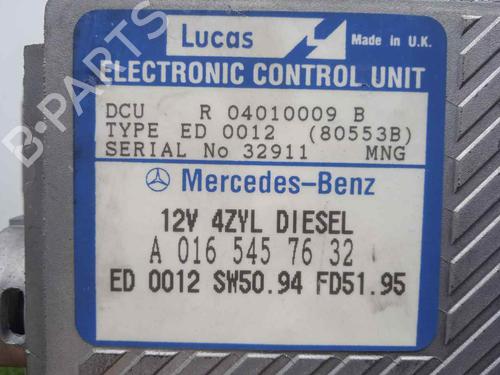 Lucas Made in U.K.
ELECTRONIC CONTROL UNIT
DCU R 04010009 B
TYPE ED 0012 (80553B)
SERIAL No 32911 MNG
Mercedes-Benz
12V 4ZYL DIESEL
A 016 545 76 32
ED 0012 SW50.94 FD51.95
B-PARTS